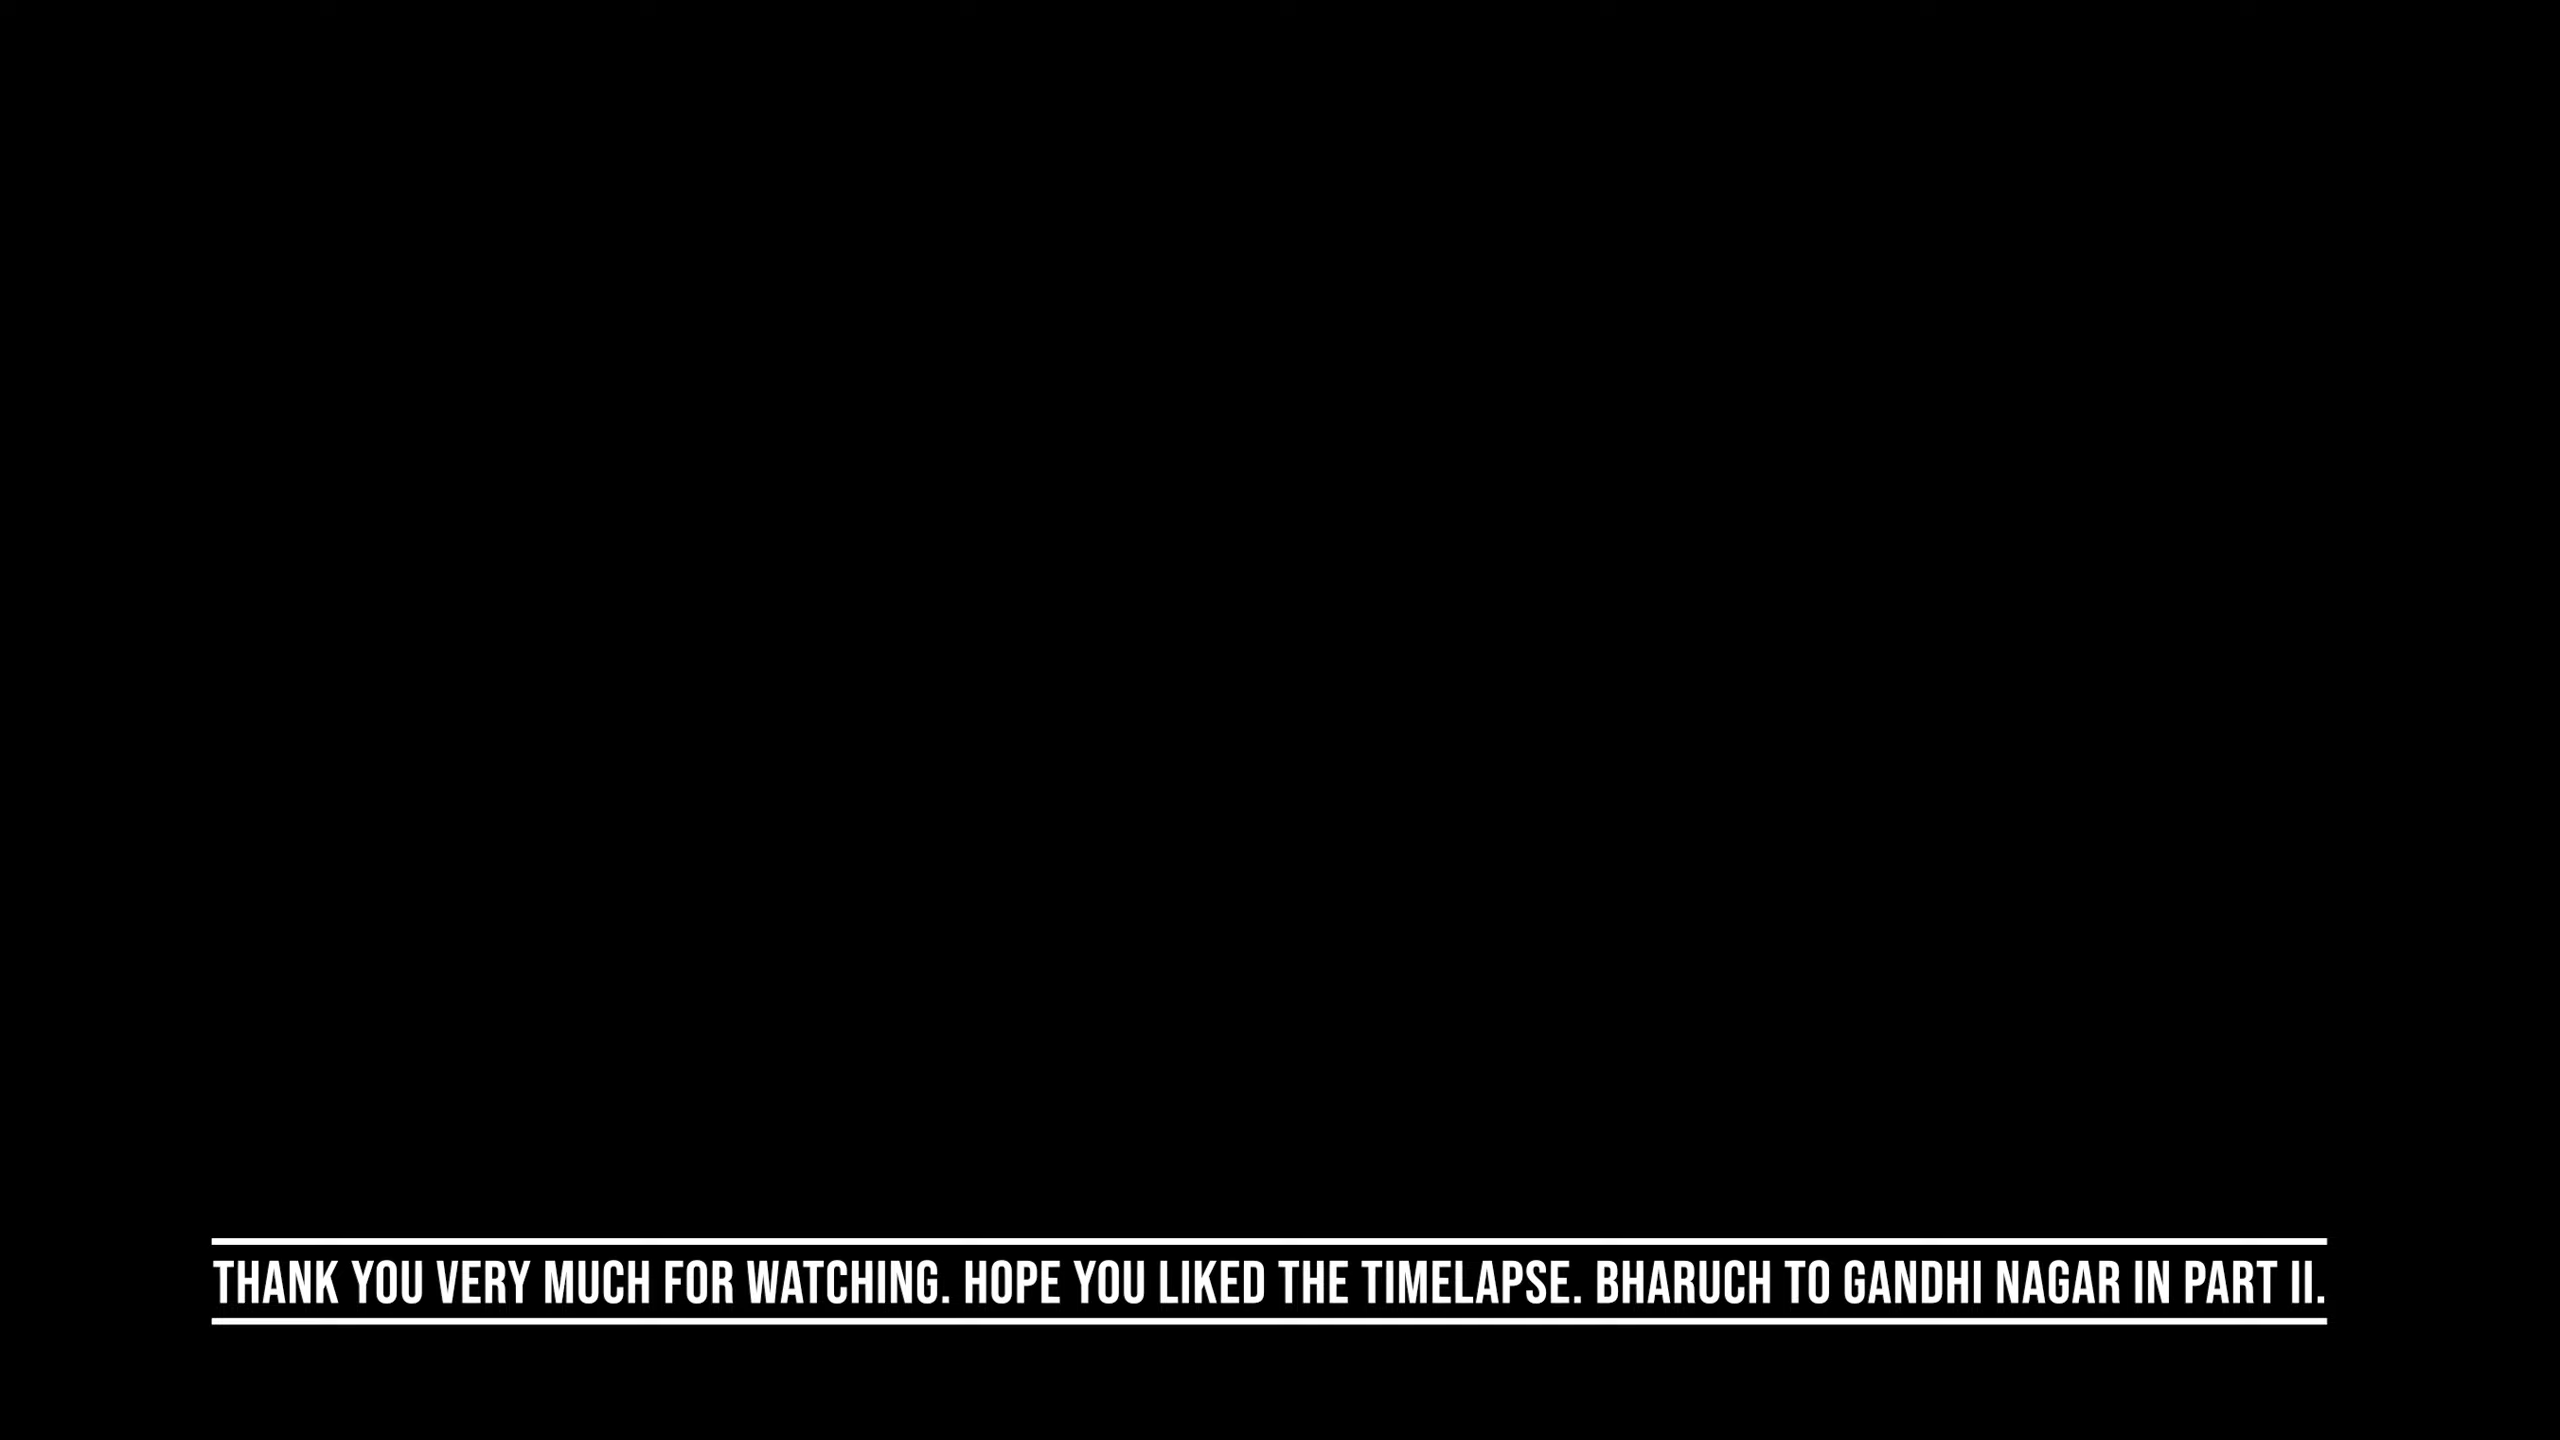 THANK YOU VERY MUCH FOR WATCHING. HOPE YOU LIKED THE TIMELAPSE. BHARUCH TO GANDHI NAGAR IN PART II.